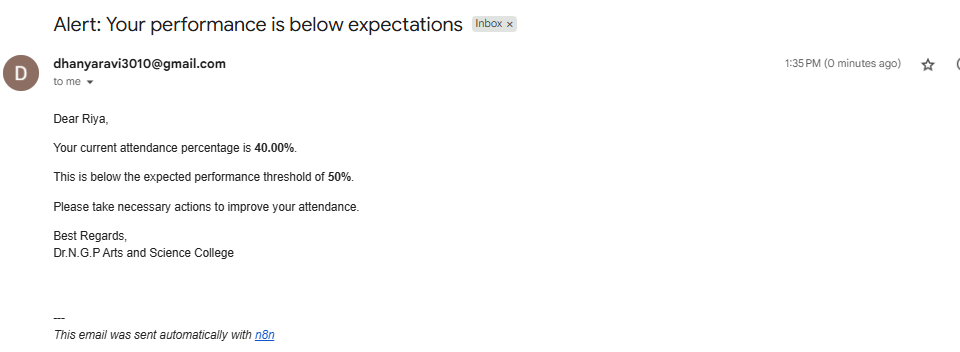 Alert: Your performance is below expectations Inbox ×
D
dhanyaravi3010@gmail.com 1:35 PM (0 minutes ago)
to me
Dear Riya,
Your current attendance percentage is 40.00%.
This is below the expected performance threshold of 50%.
Please take necessary actions to improve your attendance.
Best Regards,
Dr.N.G.P Arts and Science College
---
This email was sent automatically with n8n